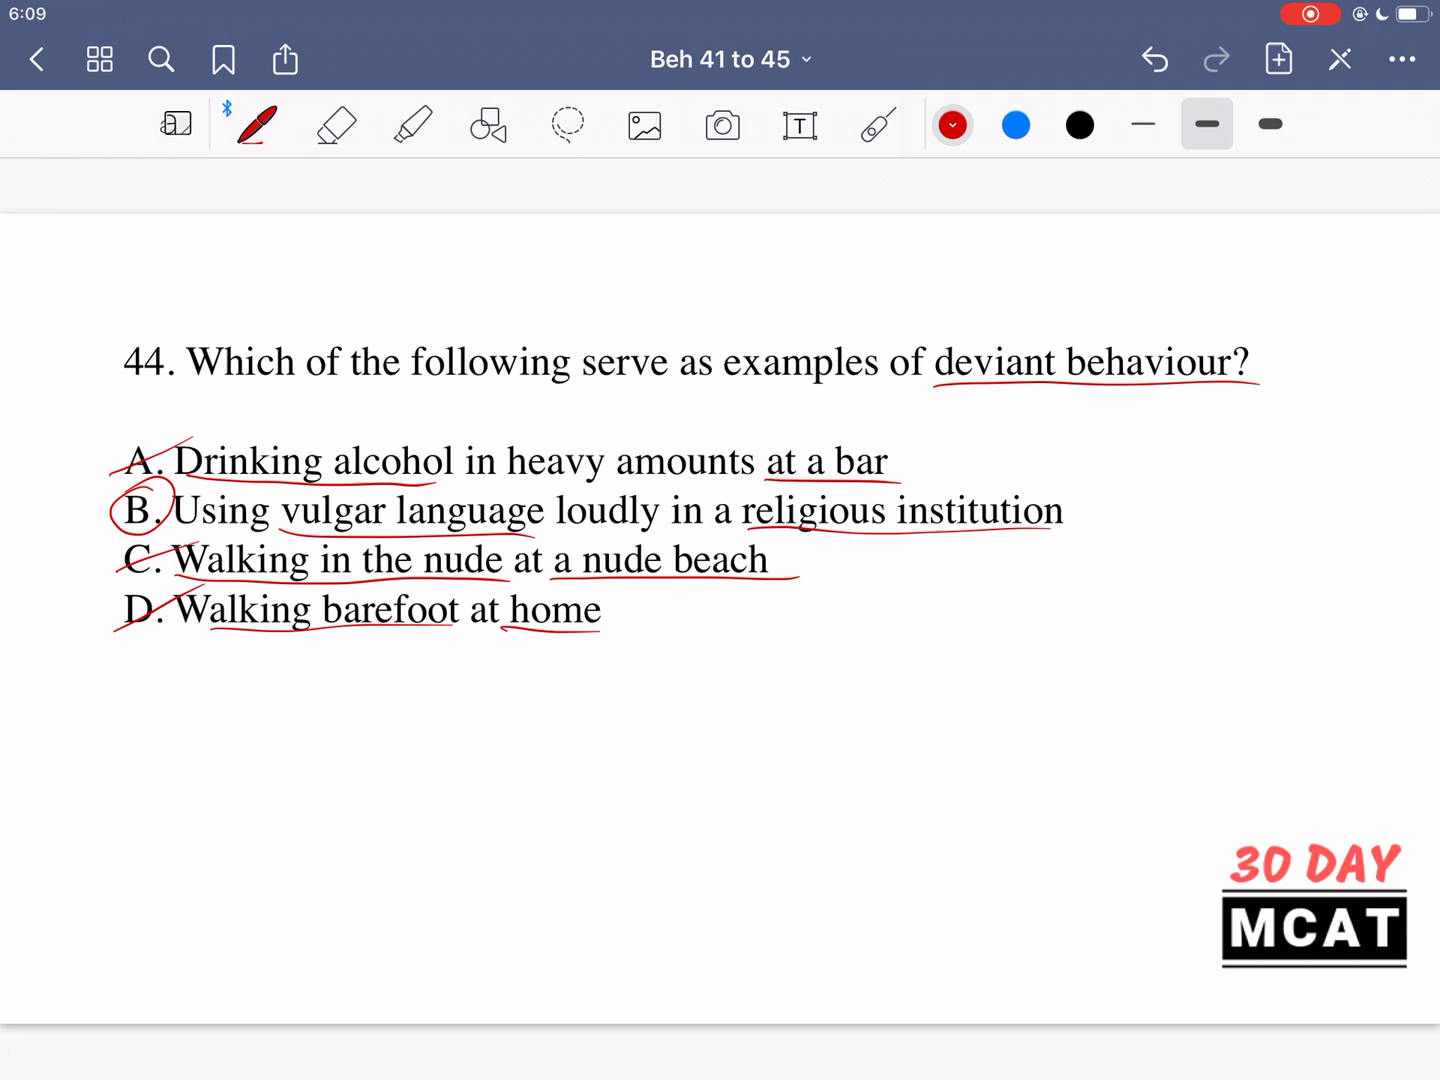 6:09
Beh 41 to 45
a
T
44. Which of the following serve as examples of deviant behaviour?
A. Drinking alcohol in heavy amounts at a bar
B. Using vulgar language loudly in a religious institution
C. Walking in the nude at a nude beach
D. Walking barefoot at home
30 DAY
MCAT